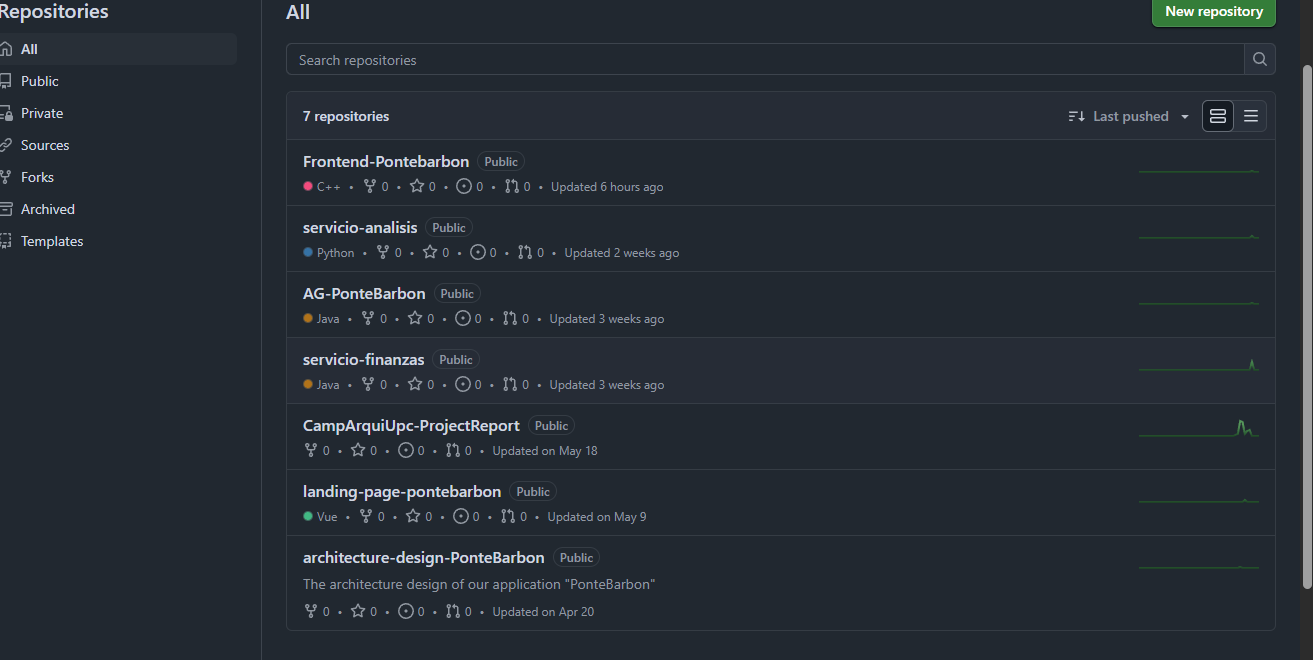 Repositories
All
Public
Private
Sources
Forks
Archived
Templates
All
New repository
Search repositories
7 repositories
Last pushed
Frontend-Pontebarbon Public
C++ • 0 • 0 • 0 • 0 • Updated 6 hours ago
servicio-analisis Public
Python • 0 • 0 • 0 • 0 • Updated 2 weeks ago
AG-PonteBarbon Public
Java • 0 • 0 • 0 • 0 • Updated 3 weeks ago
servicio-finanzas Public
Java • 0 • 0 • 0 • 0 • Updated 3 weeks ago
CampArquiUpc-ProjectReport Public
0 • 0 • 0 • 0 • Updated on May 18
landing-page-pontebarbon Public
Vue • 0 • 0 • 0 • 0 • Updated on May 9
architecture-design-PonteBarbon Public
The architecture design of our application "PonteBarbon"
0 • 0 • 0 • 0 • Updated on Apr 20